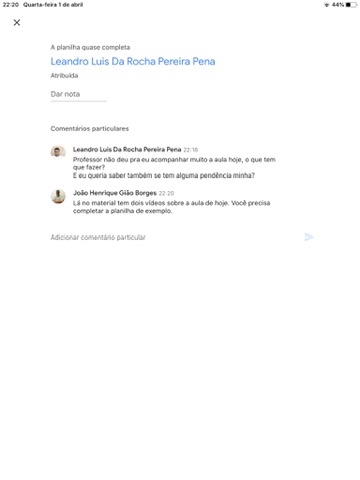 22:20 Quarta-feira 1 de abril 44%
A planilha quase completa
Leandro Luis Da Rocha Pereira Pena
Atribuída
Dar nota
Comentários particulares
Leandro Luis Da Rocha Pereira Pena 22:18
Professor não deu pra eu acompanhar muito a aula hoje, o que tem
que fazer?
E eu queria saber também se tem alguma pendência minha?
João Henrique Gião Borges 22:20
Lá no material tem dois vídeos sobre a aula de hoje. Você precisa
completar a planilha de exemplo.
Adicionar comentário particular